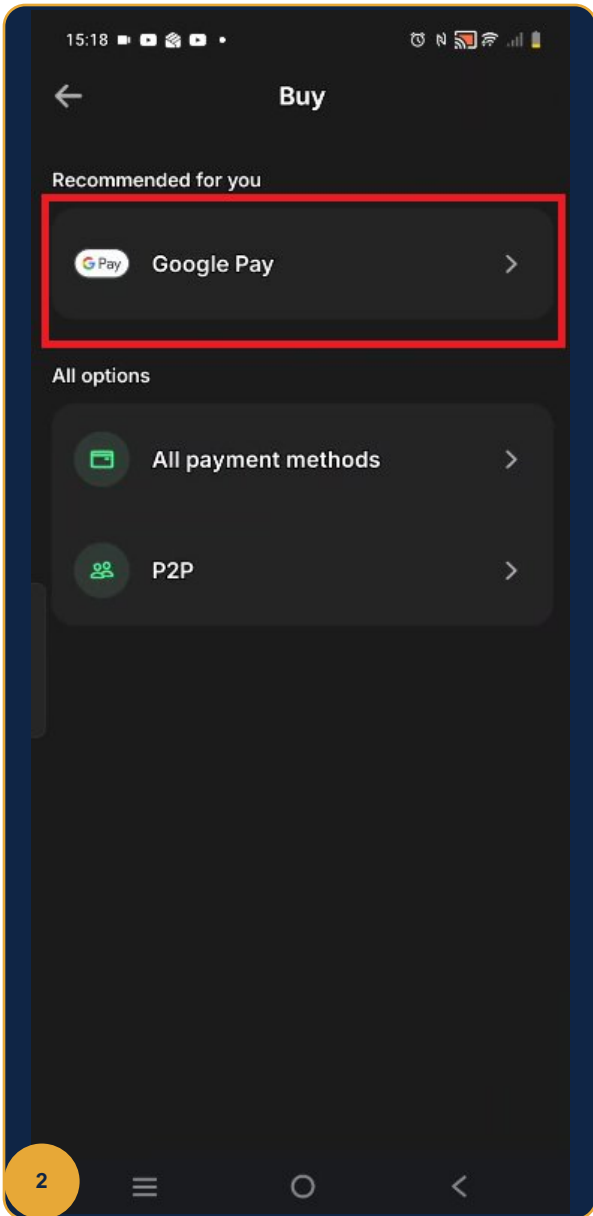 15:18
Buy
Recommended for you
G Pay Google Pay
All options
All payment methods
P2P
2